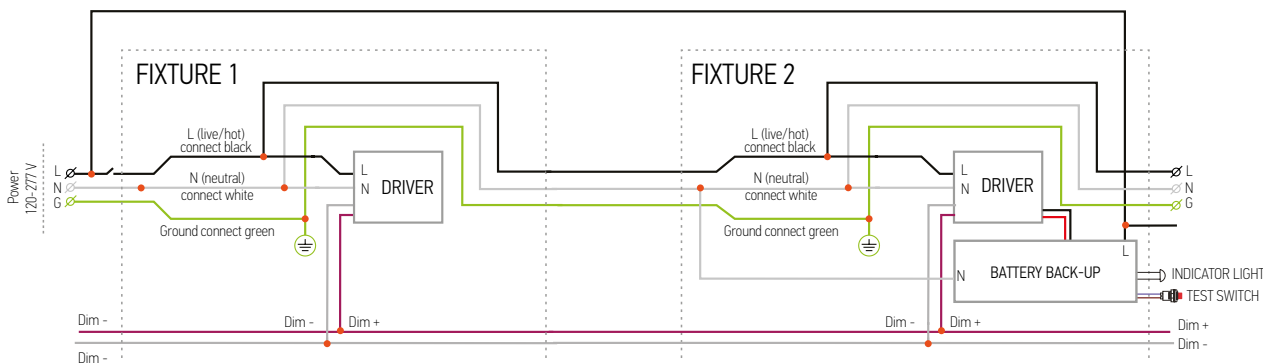 FIXTURE 1
FIXTURE 2
L (live/hot)
connect black
L (live/hot)
connect black
Power
120-277 V
L
N
G
N (neutral)
connect white
L
N
DRIVER
N (neutral)
connect white
L
N
DRIVER
L
N
G
Ground connect green
Ground connect green
L
N
BATTERY BACK-UP
INDICATOR LIGHT
TEST SWITCH
Dim -
Dim -
Dim +
Dim -
Dim +
Dim +
Dim -
Dim -